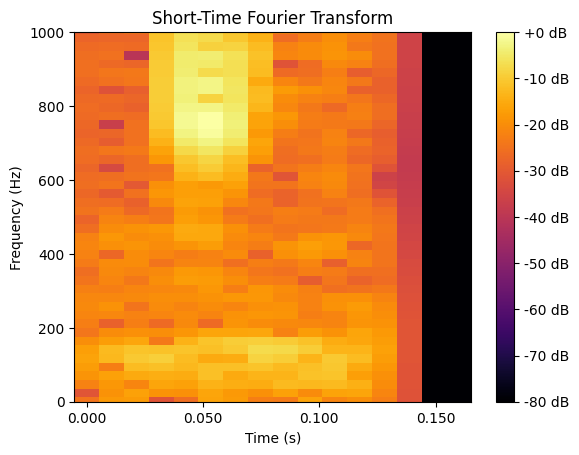 Short-Time Fourier Transform
1000
800
600
400
200
0
Frequency (Hz)
0.000
0.050
0.100
0.150
Time (s)
+0 dB
-10 dB
-20 dB
-30 dB
-40 dB
-50 dB
-60 dB
-70 dB
-80 dB